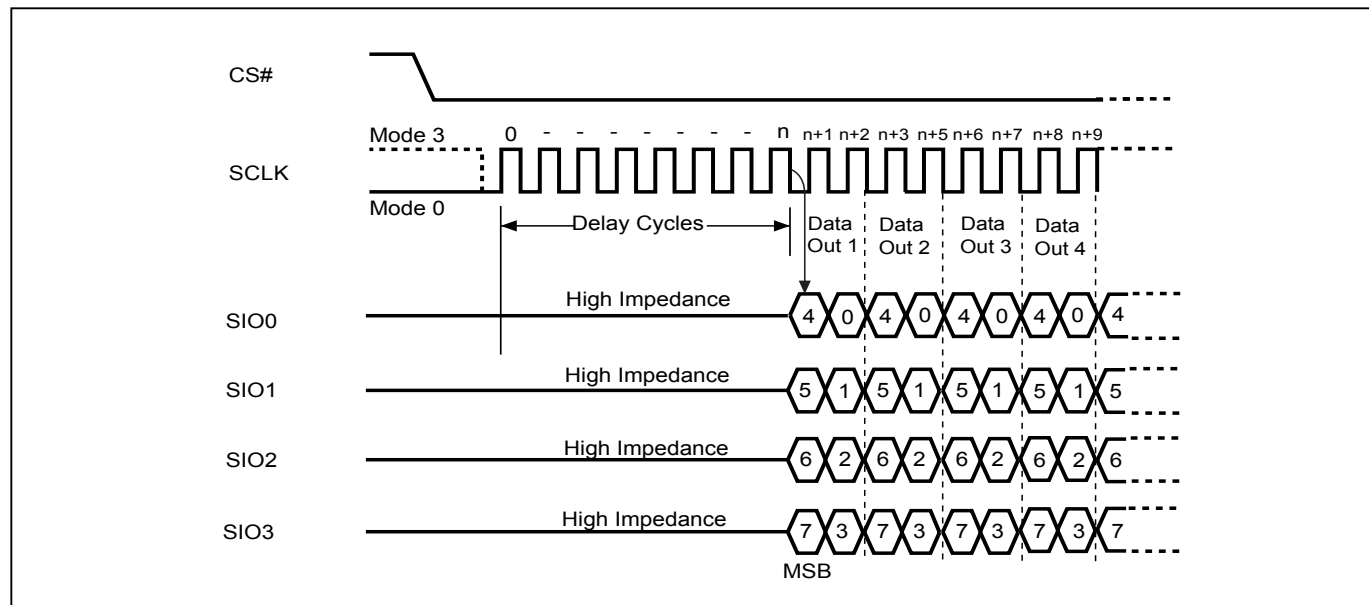 CS#
Mode 3 0 - - - - - - n n+1 n+2 n+3 n+5 n+6 n+7 n+8 n+9
SCLK
Mode 0
Delay Cycles Data Out 1 Data Out 2 Data Out 3 Data Out 4
High Impedance
SIO0 4 0 4 0 4 0 4 0 4
High Impedance
SIO1 5 1 5 1 5 1 5 1 5
High Impedance
SIO2 6 2 6 2 6 2 6 2 6
High Impedance
SIO3 7 3 7 3 7 3 7 3 7
MSB